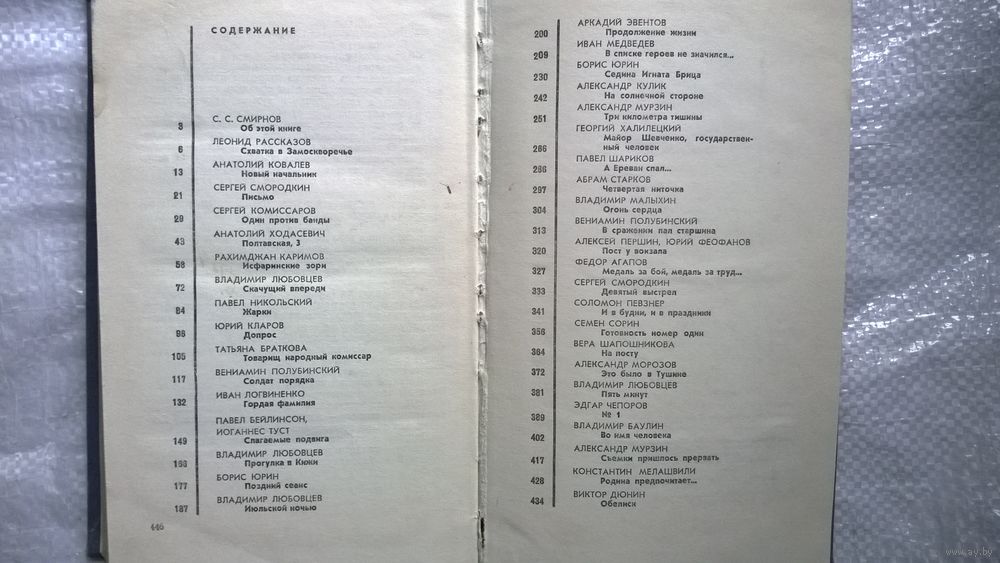 СОДЕРЖАНИЕ
С. С. СМИРНОВ
3 Об этой книге
ЛЕОНИД РАССКАЗОВ
6 Схватка в Замоскворечье
АНАТОЛИЙ КОВАЛЕВ
13 Новый начальник
СЕРГЕЙ СМОРОДКИН
21 Письмо
СЕРГЕЙ КОМИССАРОВ
29 Один против банды
АНАТОЛИЙ ХОДАСЕВИЧ
43 Полтавская, 3
РАХИМДЖАН КАРИМОВ
58 Исфаринские зори
ВЛАДИМИР ЛЮБОВЦЕВ
72 Скачущий впереди
ПАВЕЛ НИКОЛЬСКИЙ
84 Жарки
ЮРИЙ КЛАРОВ
98 Допрос
ТАТЬЯНА БРАТКОВА
105 Товарищ народный комиссар
ВЕНИАМИН ПОЛУБИНСКИЙ
117 Солдат порядка
ИВАН ЛОГВИНЕНКО
132 Гордая фамилия
ПАВЕЛ БЕЙЛИНСОН,
ИОГАННЕС ТУСТ
149 Слагаемые подвига
ВЛАДИМИР ЛЮБОВЦЕВ
Прогулка в Кижи
БОРИС ЮРИН
177 Поздний сеанс
ВЛАДИМИР ЛЮБОВЦЕВ
187 Июльской ночью
446
АРКАДИЙ ЭВЕНТОВ
200 Продолжение жизни
ИВАН МЕДВЕДЕВ
209 В списке героев не значился...
БОРИС ЮРИН
230 Седина Игната Брица
АЛЕКСАНДР КУЛИК
242 На солнечной стороне
АЛЕКСАНДР МУРЗИН
251 Три километра тишины
ГЕОРГИЙ ХАЛИЛЕЦКИЙ
Майор Шевченко, государствен-
266 ный человек
ПАВЕЛ ШАРИКОВ
286 А Ереван спал...
АБРАМ СТАРКОВ
297 Четвертая ниточка
ВЛАДИМИР МАЛЫХИН
304 Огонь сердца
ВЕНИАМИН ПОЛУБИНСКИЙ
313 В сражении пал старшина
АЛЕКСЕЙ ПЕРШИН, ЮРИЙ ФЕОФАНОВ
320 Пост у вокзала
ФЕДОР АГАПОВ
327 Медаль за бой, медаль за труд...
СЕРГЕЙ СМОРОДКИН
333 Девятый выстрел
СОЛОМОН ПЕВЗНЕР
341 И в будни, и в праздники
СЕМЕН СОРИН
356 Готовность номер один
ВЕРА ШАПОШНИКОВА
364 На посту
АЛЕКСАНДР МОРОЗОВ
372 Это было в Тушине
ВЛАДИМИР ЛЮБОВЦЕВ
381 Пять минут
ЭДГАР ЧЕПОРОВ
389 № 1
ВЛАДИМИР БАУЛИН
402 Во имя человека
АЛЕКСАНДР МУРЗИН
417 Съемки пришлось прервать
КОНСТАНТИН МЕЛАШВИЛИ
428 Родина предпочитает...
ВИКТОР ДЮНИН
434 Обелиск
www.ay.by